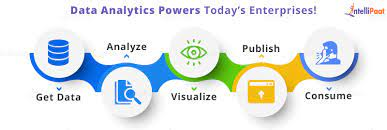 Data Analytics Powers Today's Enterprises!
IntelliPaat
Analyze
Publish
Get Data
Visualize
Consume